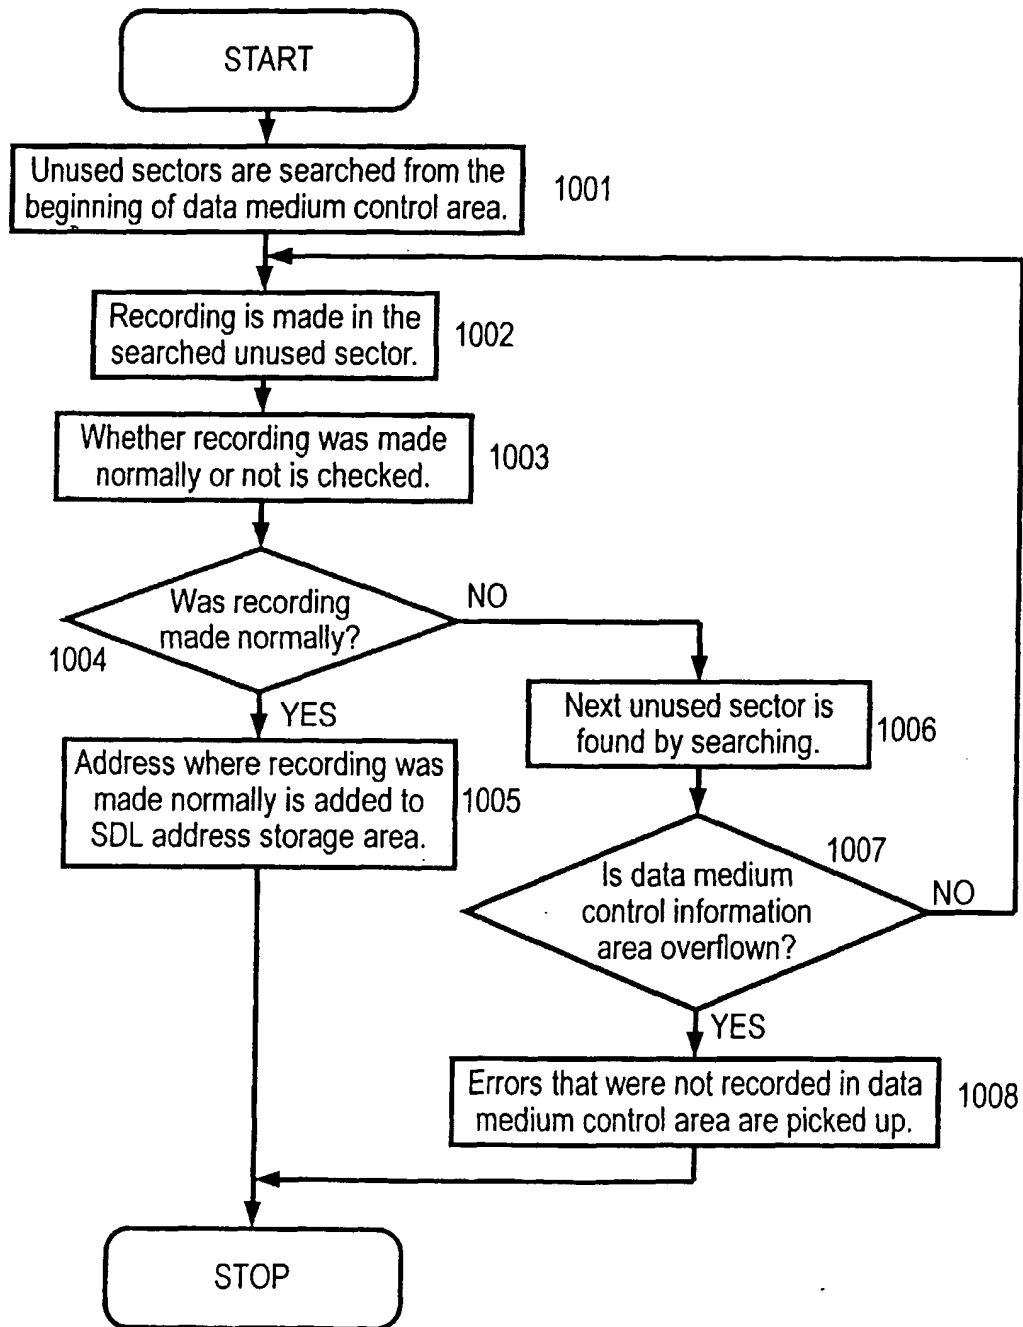 START
Unused sectors are searched from the
beginning of data medium control area.
1001
Recording is made in the
searched unused sector.
1002
Whether recording was made
normally or not is checked.
1003
Was recording
made normally?
1004
NO
YES
Address where recording was
made normally is added to
SDL address storage area.
1005
Next unused sector is
found by searching.
1006
1007
Is data medium
control information
area overflown?
NO
YES
Errors that were not recorded in data
medium control area are picked up.
1008
STOP